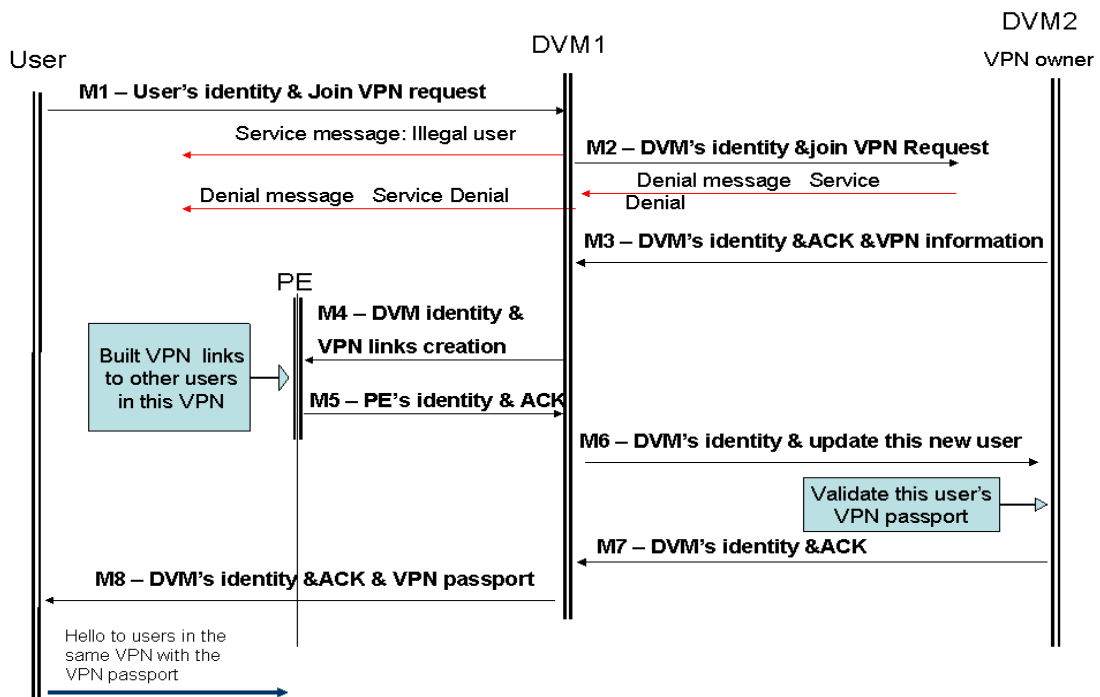 DVM2
DVM1
User
VPN owner
M1 – User's identity & Join VPN request
Service message: Illegal user
M2 – DVM's identity &join VPN Request
Denial message   Service
Denial
Denial message   Service Denial
M3 – DVM's identity &ACK &VPN information
PE
M4 – DVM identity &
VPN links creation
Built VPN links
to other users
in this VPN
M5 – PE's identity & ACK
M6 – DVM's identity & update this new user
Validate this user's
VPN passport
M7 – DVM's identity &ACK
M8 – DVM's identity &ACK & VPN passport
Hello to users in the
same VPN with the
VPN passport